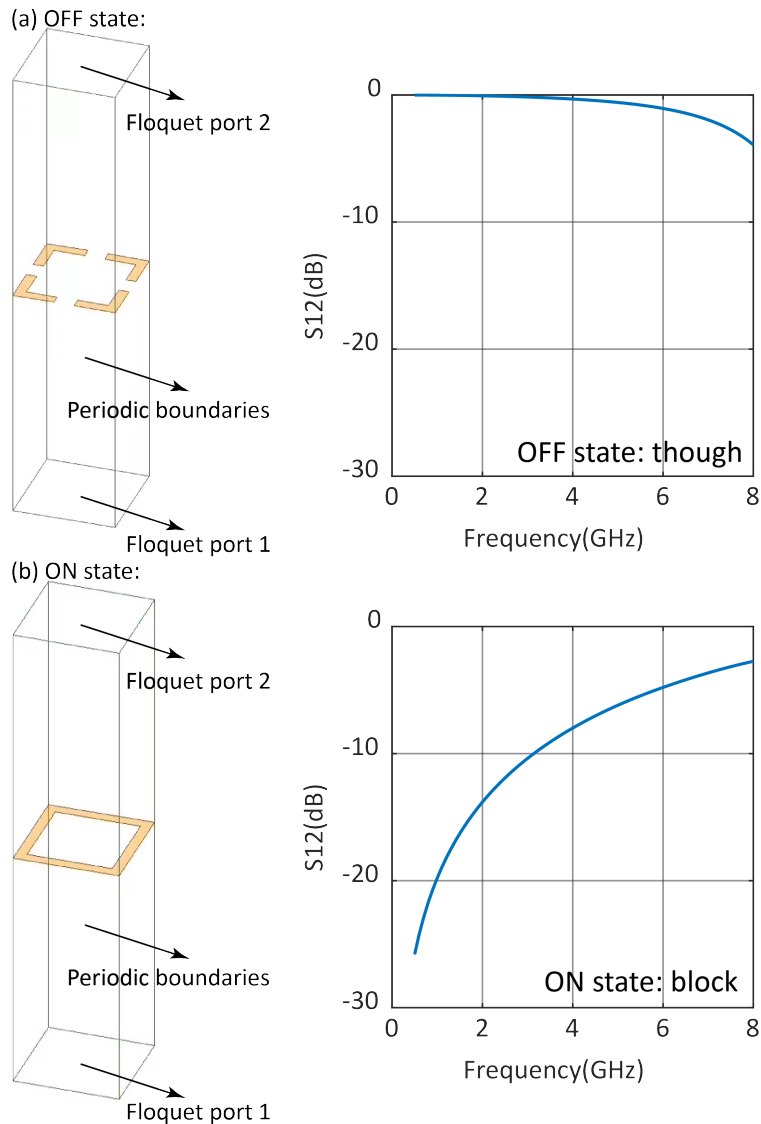 (a) OFF state:
Floquet port 2
Periodic boundaries
Floquet port 1
0
-10
-20
-30
S12(dB)
OFF state: though
0 2 4 6 8
Frequency(GHz)
(b) ON state:
Floquet port 2
Periodic boundaries
Floquet port 1
0
-10
-20
-30
S12(dB)
ON state: block
0 2 4 6 8
Frequency(GHz)